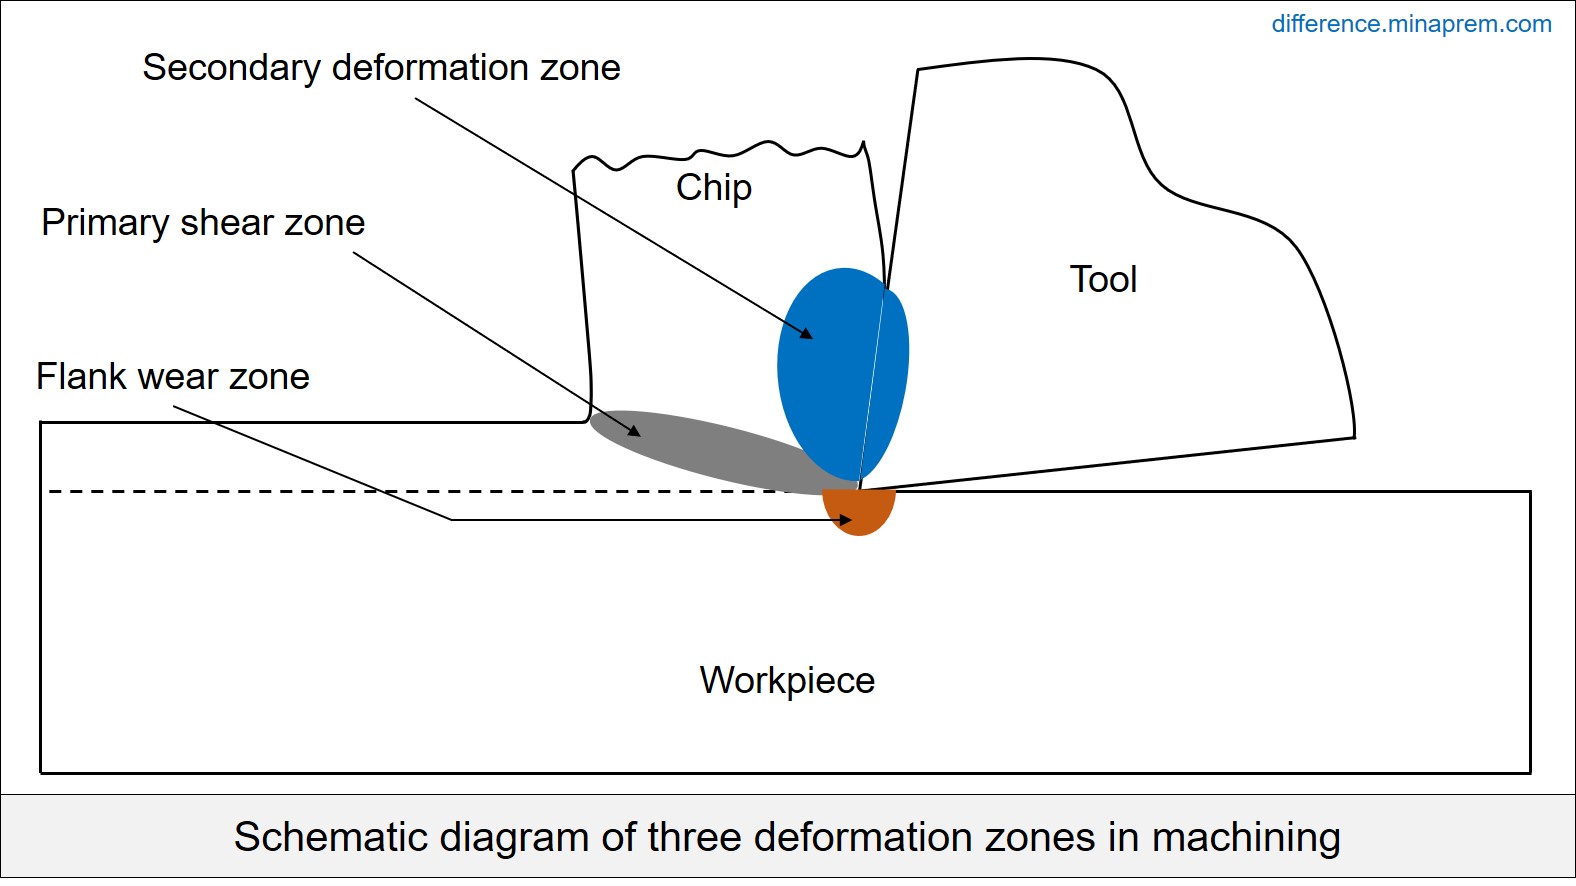 difference.minaprem.com
Secondary deformation zone
Chip
Primary shear zone
Tool
Flank wear zone
Workpiece
Schematic diagram of three deformation zones in machining